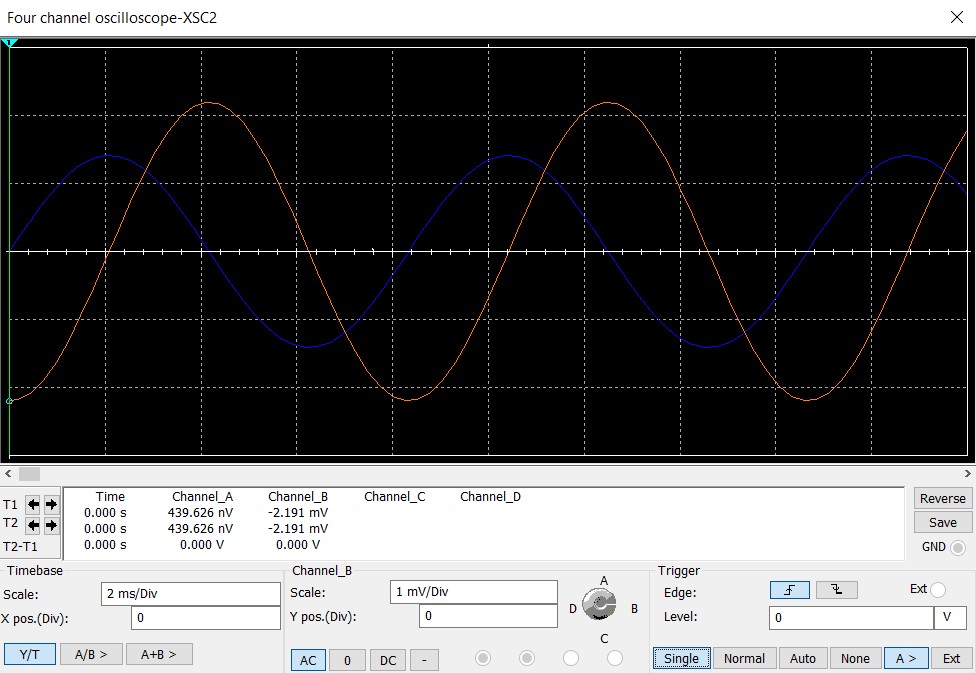 Four channel oscilloscope-XSC2
1
Time Channel_A Channel_B Channel_C Channel_D
T1 0.000 s 439.626 nV -2.191 mV
T2 0.000 s 439.626 nV -2.191 mV
T2-T1 0.000 s 0.000 V 0.000 V
Reverse
Save
GND
Timebase
Scale: 2 ms/Div
X pos.(Div): 0
Y/T A/B > A+B >
Channel_B
Scale: 1 mV/Div
Y pos.(Div): 0
AC 0 DC -
A
D B
C
Trigger
Edge: Ext
Level: 0 V
Single Normal Auto None A > Ext